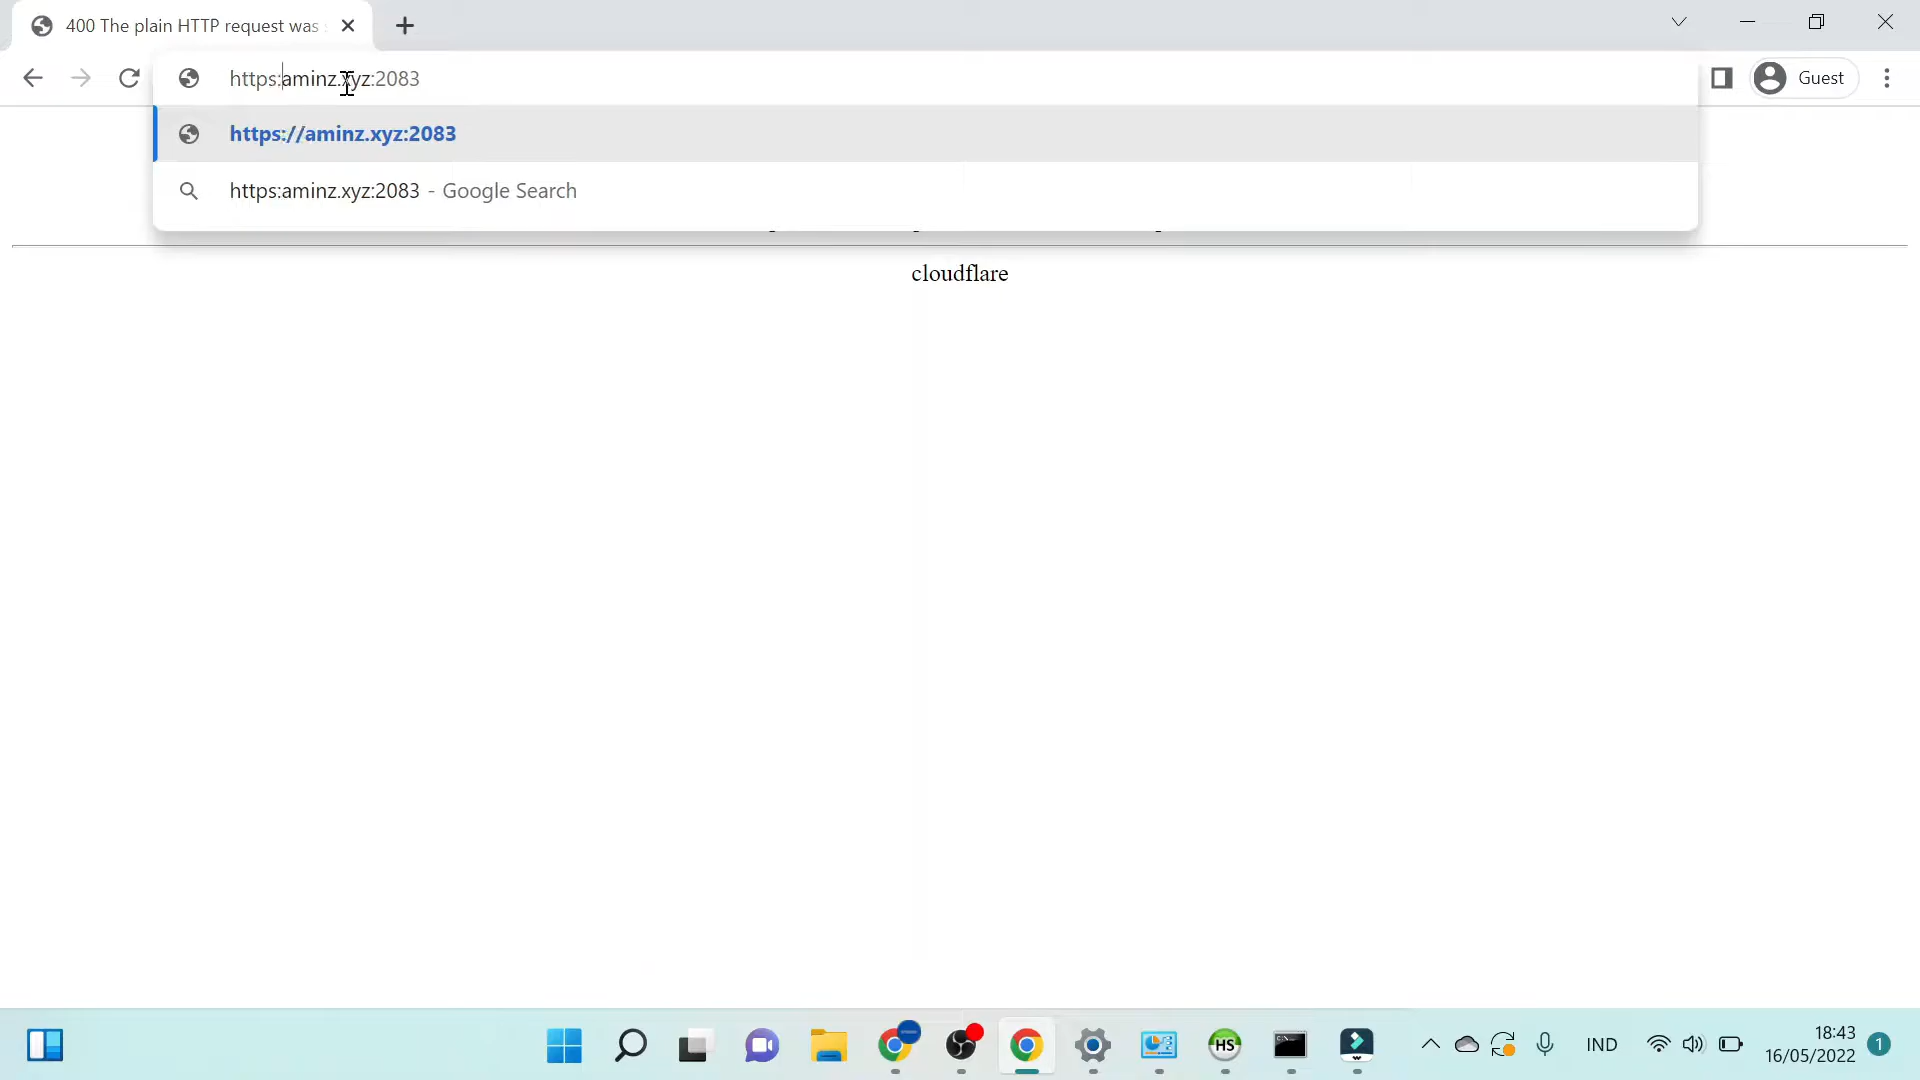 400 The plain HTTP request was
https:aminz.xyz:2083
Guest
https://aminz.xyz:2083
https:aminz.xyz:2083 - Google Search
cloudflare
HS
IND
18:43
16/05/2022
1